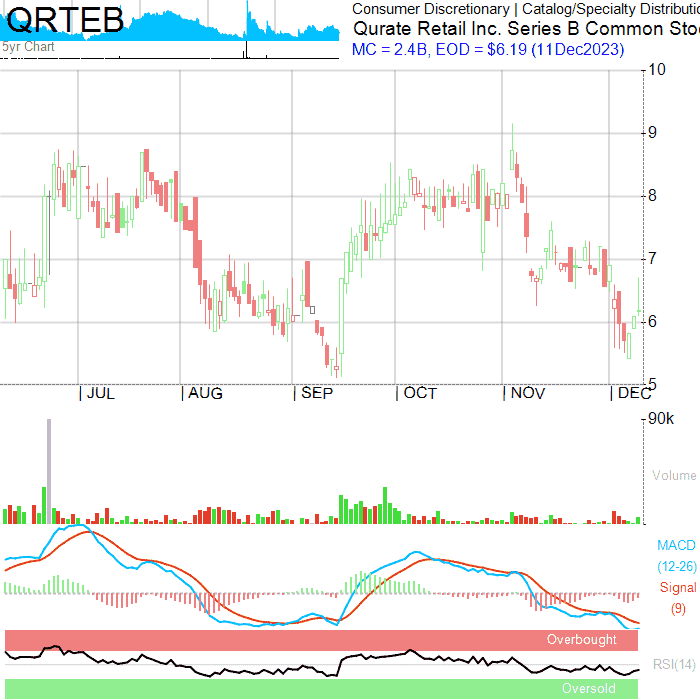 QRTEB
5yr Chart
Consumer Discretionary | Catalog/Specialty Distributi
Qurate Retail Inc. Series B Common Sto
MC = 2.4B, EOD = $6.19 (11Dec2023)
10
9
8
7
6
5
| JUL | AUG | SEP | OCT | NOV | DEC
90k
Volume
MACD
(12-26)
Signal
(9)
Overbought
RSI(14)
Oversold